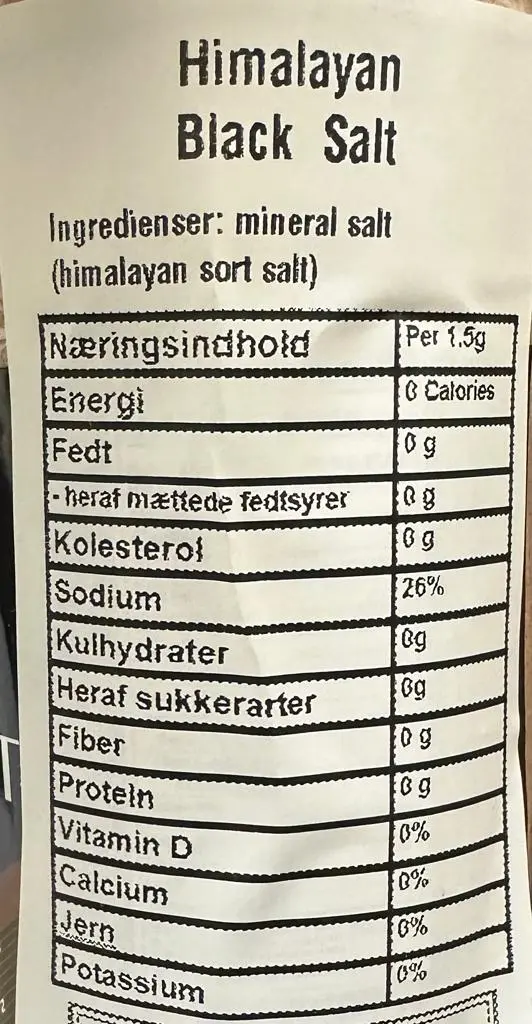 Himalayan
Black Salt
Ingredienser: mineral salt
(himalayan sort salt)
Næringsindhold Per 1.5g
Energi 0 Calories
Fedt 0 g
- heraf mættede fedtsyrer 0 g
Kolesterol 0 g
Sodium 26%
Kulhydrater 0g
Heraf sukkerarter 0g
Fiber 0 g
Protein 0 g
Vitamin D 0%
Calcium 0%
Jern 0%
Potassium 0%